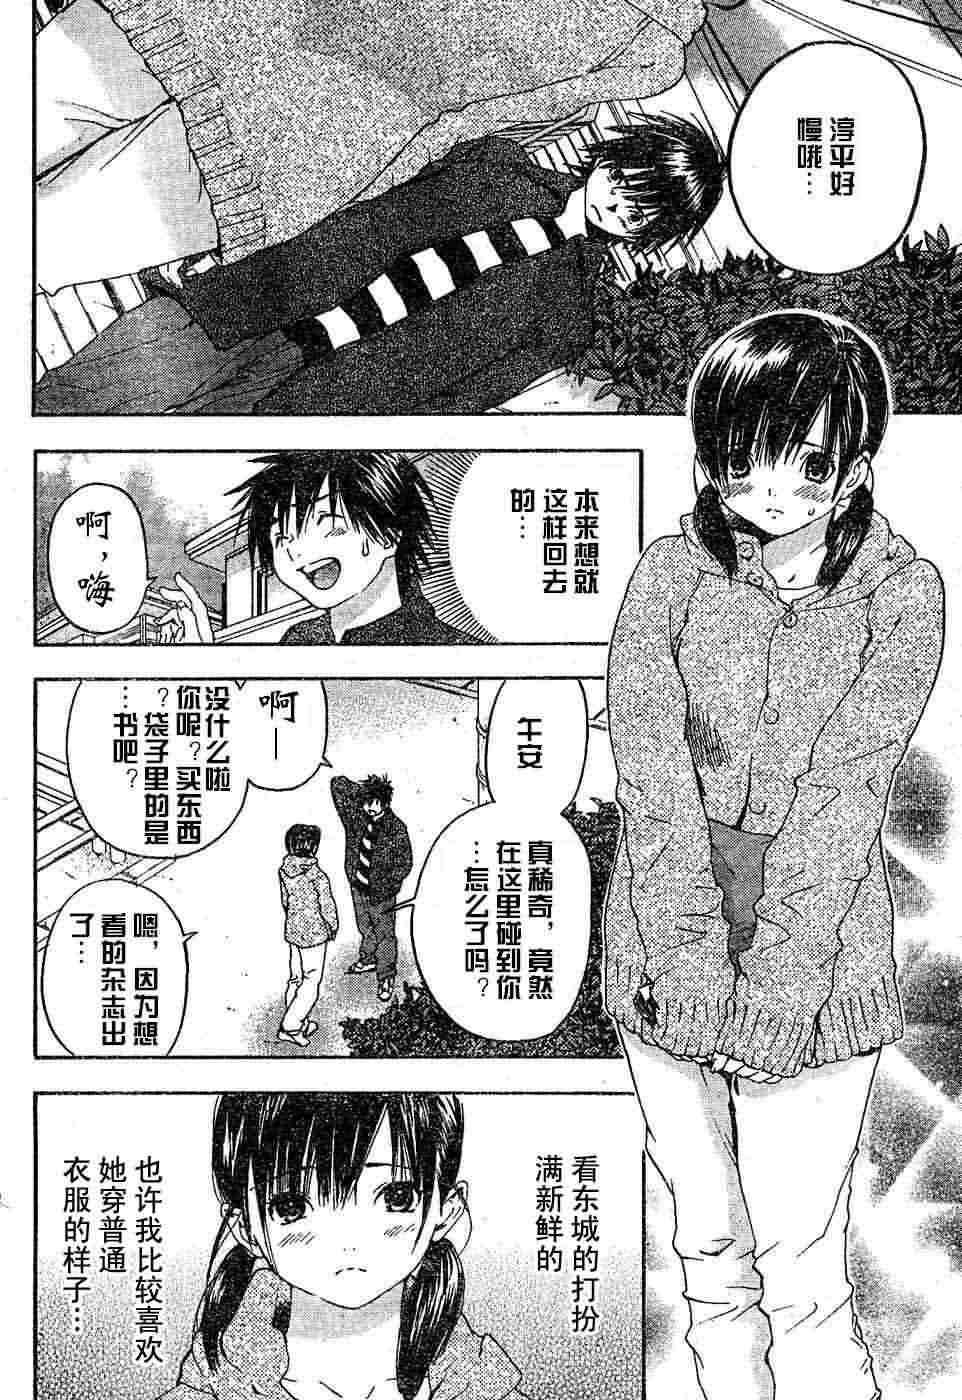 淳平好
慢哦…
本来想就
这样回去
的…
啊，嗨
午安
真稀奇，竟然
在这里碰到你
…怎么了吗？
啊—
没什么啦
你呢？买东西
？袋子里的是
…书吧？
嗯，因为想
看的杂志出
了…
看东城的打扮
满新鲜的
也许我比较喜欢
她穿普通
衣服的样子…